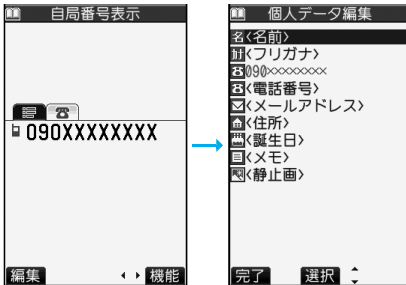 自局番号表示
090XXXXXXXX
編集
機能
個人データ編集
名<名前>
<フリガナ>
090××××××××
<電話番号>
<メールアドレス>
<住所>
<誕生日>
<メモ>
<静止画>
完了
選択